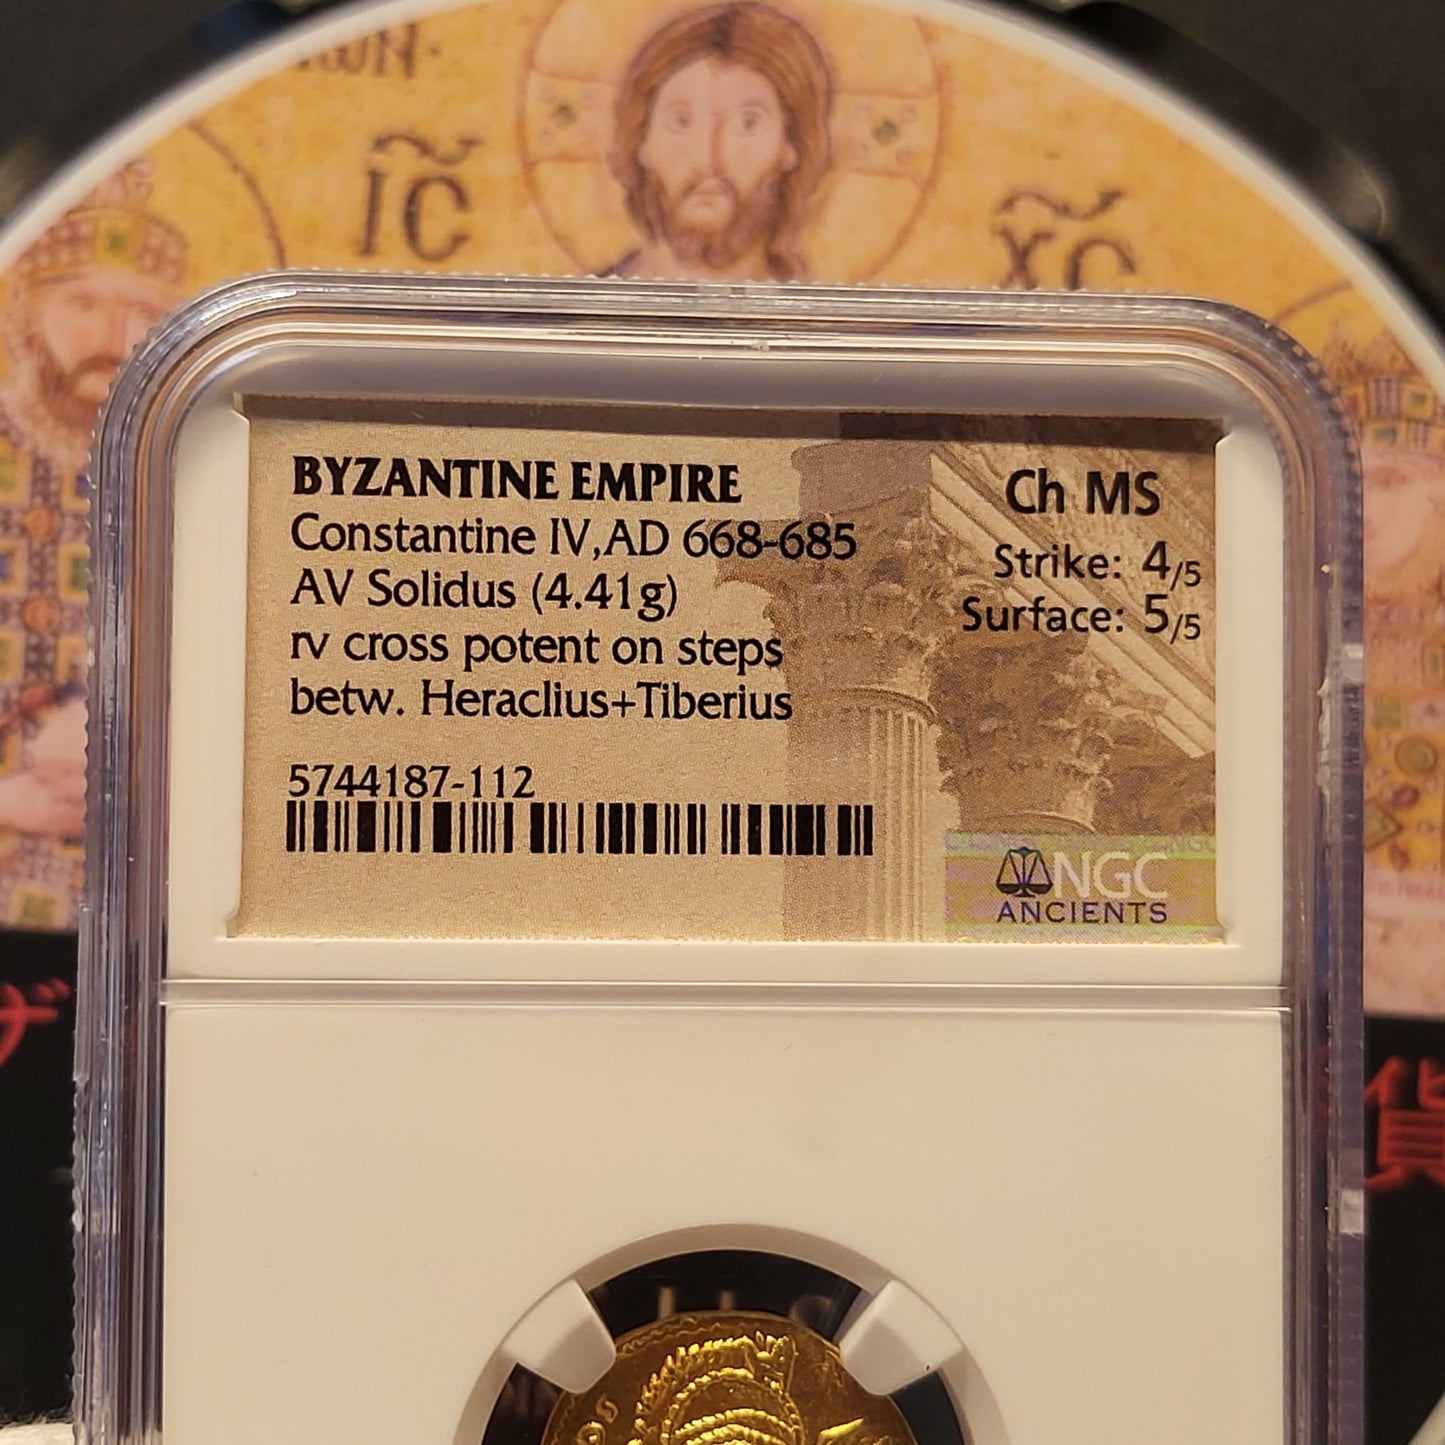 IC
XC
BYZANTINE EMPIRE
Constantine IV, AD 668-685
AV Solidus (4.41g)
rv cross potent on steps
betw. Heraclius+Tiberius
5744187-112
Ch MS
Strike: 4/5
Surface: 5/5
NGC
ANCIENTS
貨